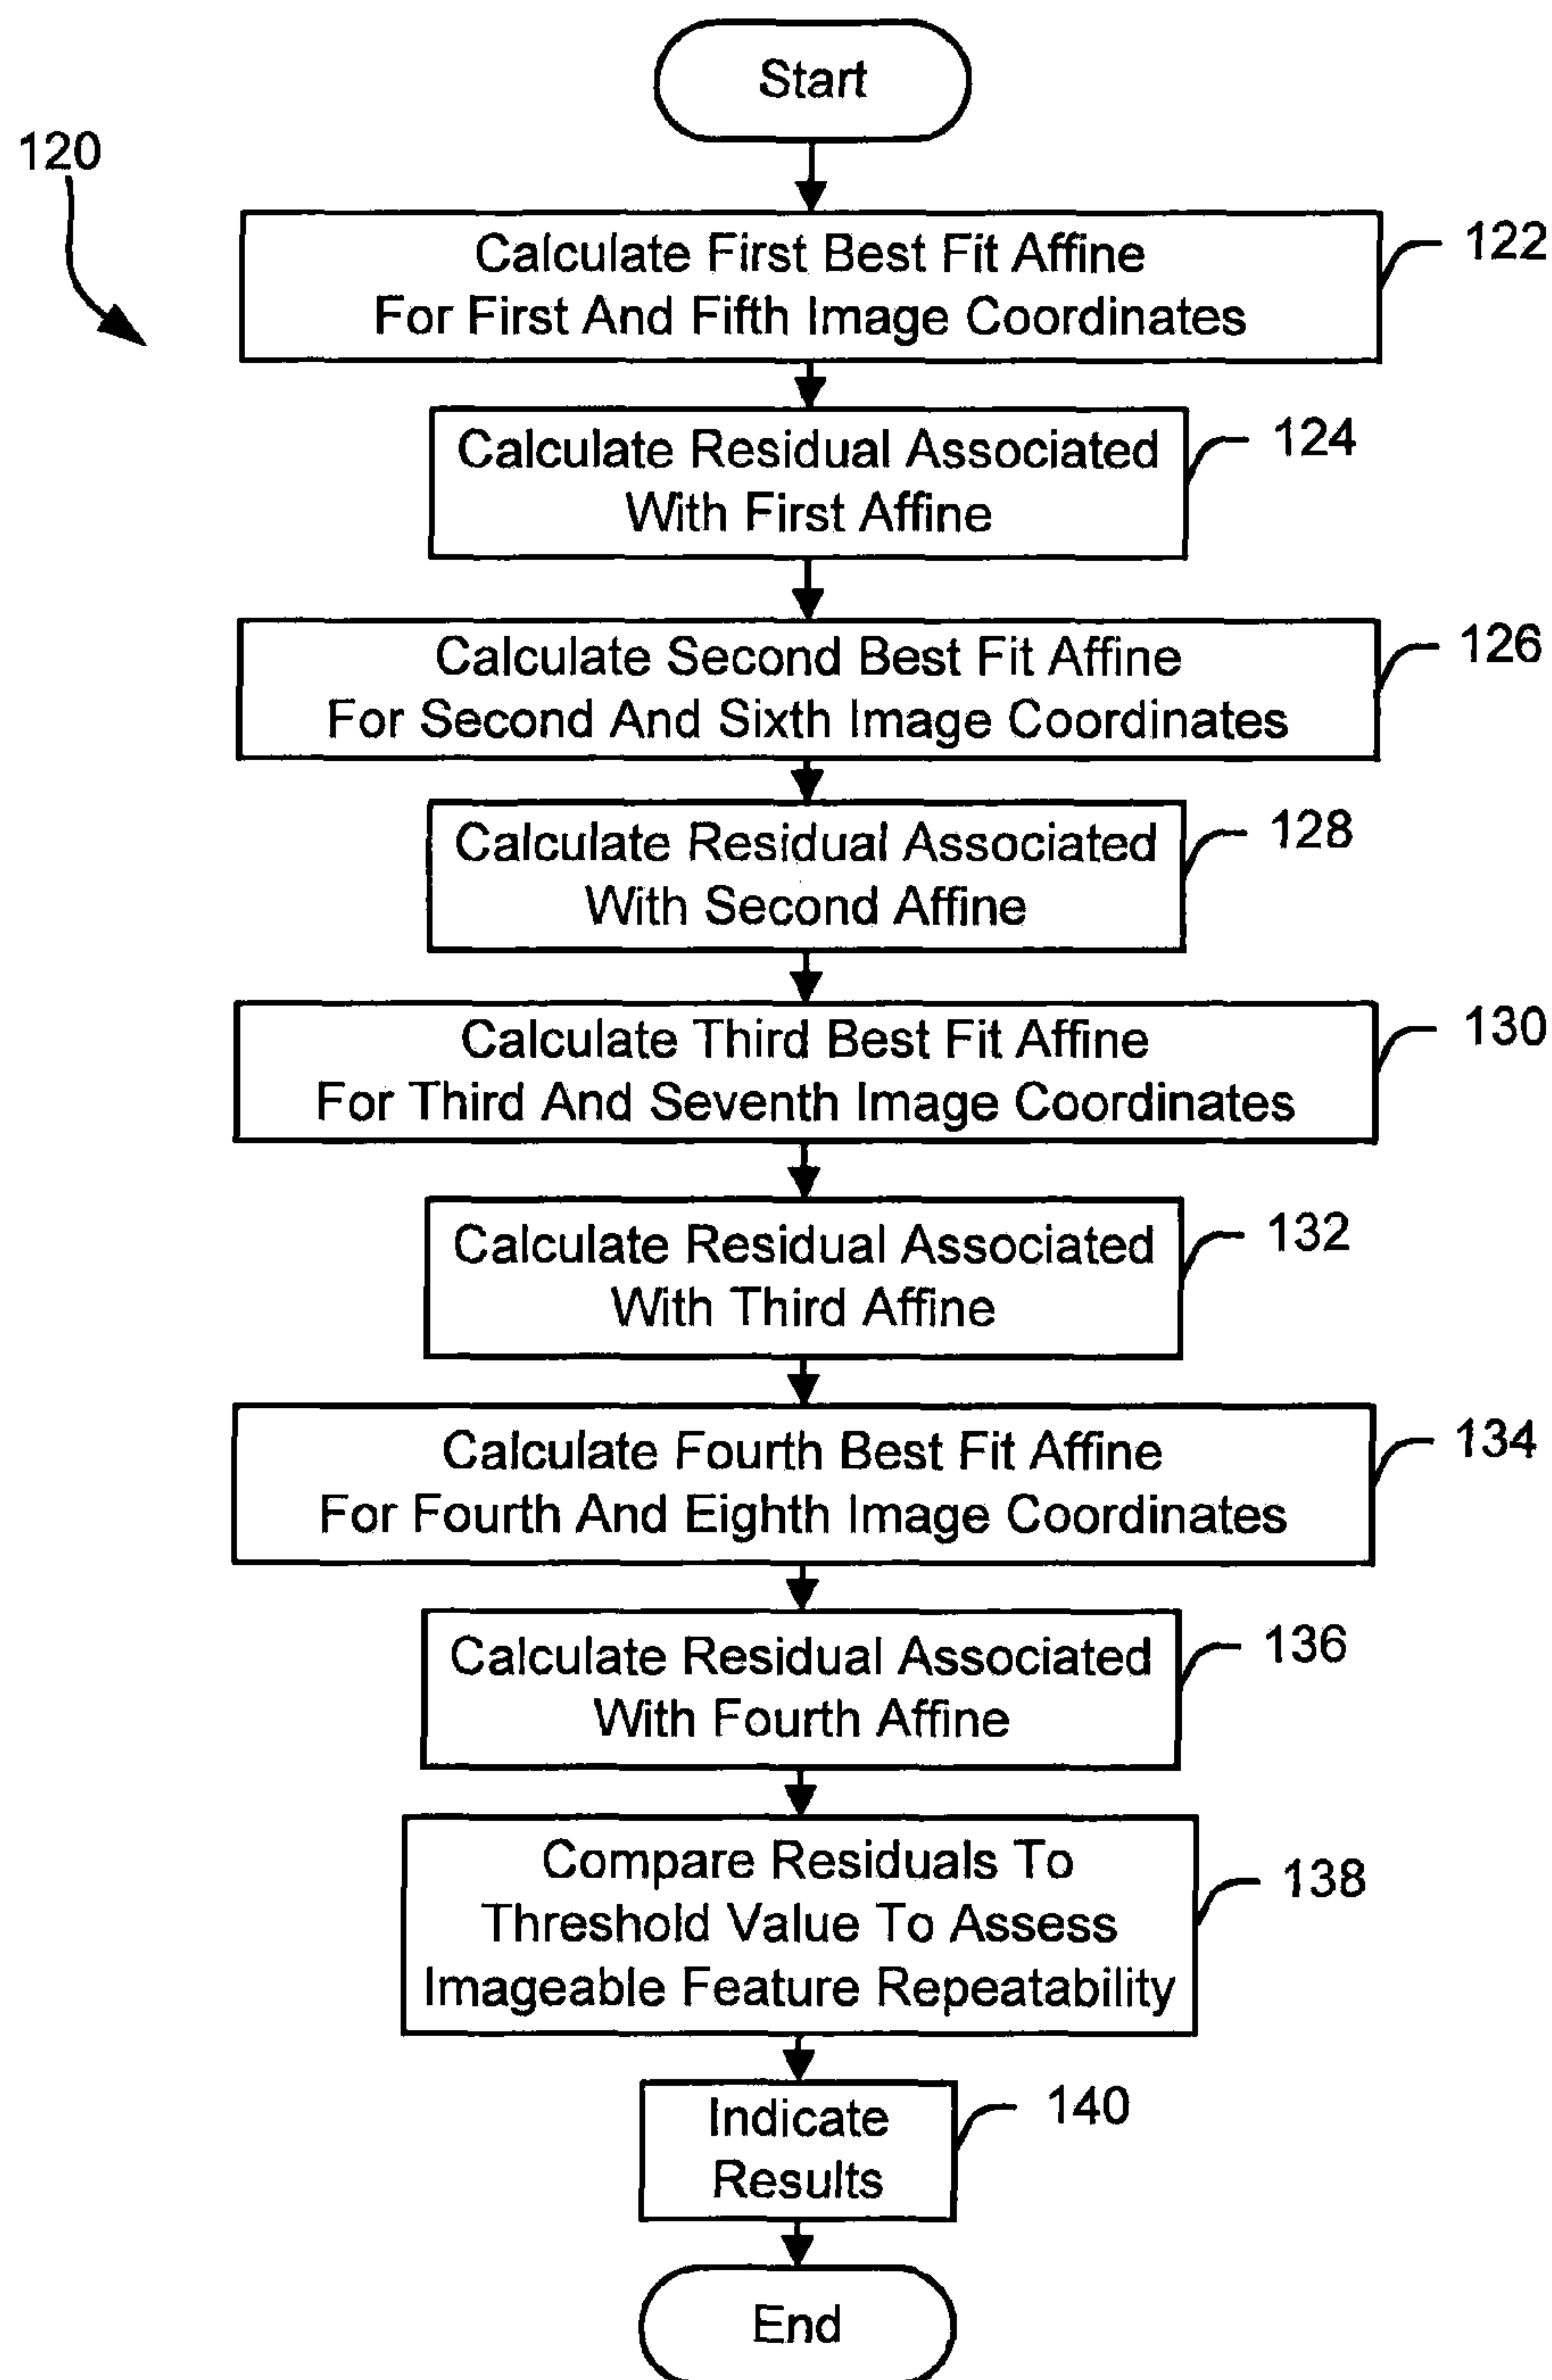 Start
120
Calculate First Best Fit Affine
For First And Fifth Image Coordinates
122
Calculate Residual Associated
With First Affine
124
Calculate Second Best Fit Affine
For Second And Sixth Image Coordinates
126
Calculate Residual Associated
With Second Affine
128
Calculate Third Best Fit Affine
For Third And Seventh Image Coordinates
130
Calculate Residual Associated
With Third Affine
132
Calculate Fourth Best Fit Affine
For Fourth And Eighth Image Coordinates
134
Calculate Residual Associated
With Fourth Affine
136
Compare Residuals To
Threshold Value To Assess
Imageable Feature Repeatability
138
Indicate
Results
140
End